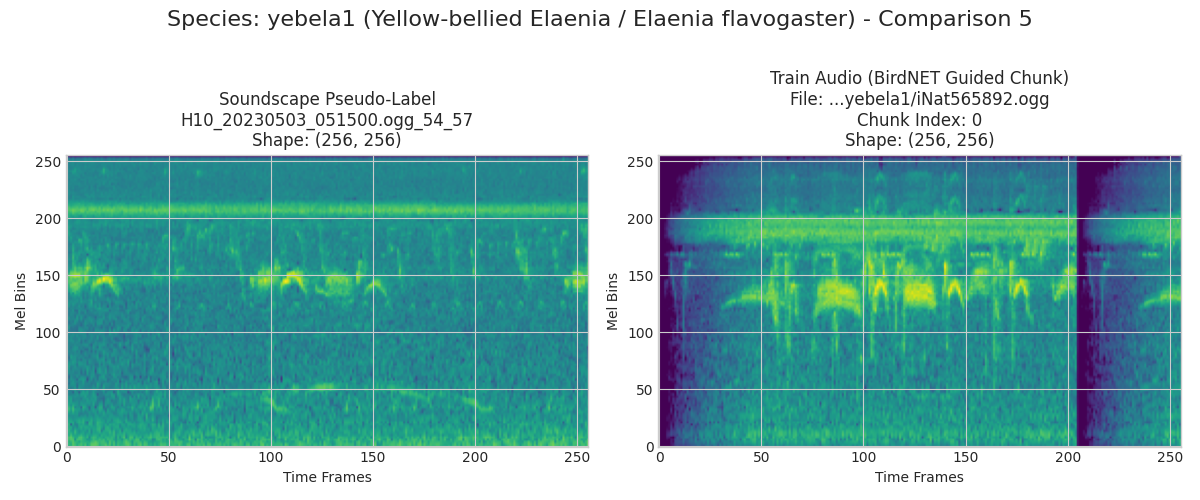 Species: yebela1 (Yellow-bellied Elaenia / Elaenia flavogaster) - Comparison 5
Soundscape Pseudo-Label
H10_20230503_051500.ogg_54_57
Shape: (256, 256)
250
200
150
100
50
0
Mel Bins
0 50 100 150 200 250
Time Frames
Train Audio (BirdNET Guided Chunk)
File: ...yebela1/iNat565892.ogg
Chunk Index: 0
Shape: (256, 256)
250
200
150
100
50
0
Mel Bins
0 50 100 150 200 250
Time Frames